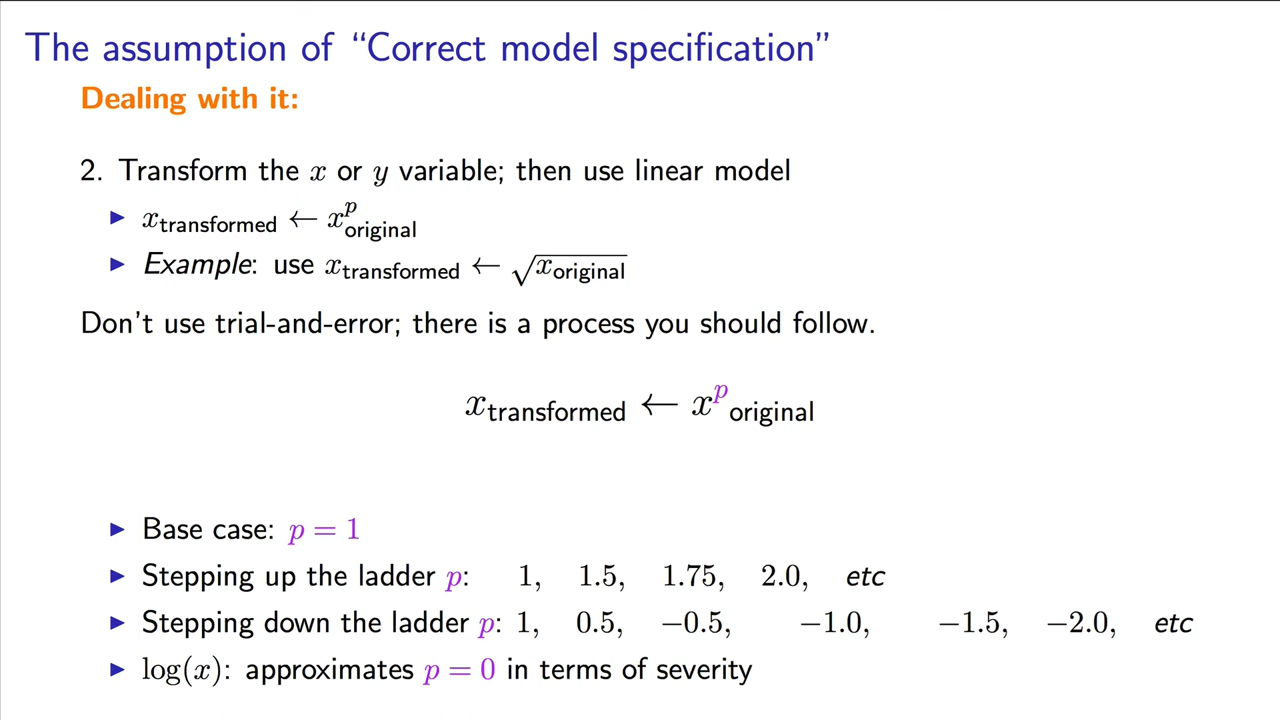 The assumption of “Correct model specification”
Dealing with it:
2. Transform the x or y variable; then use linear model
▶ x_transformed ← x^p_original
▶ Example: use x_transformed ← √x_original
Don't use trial-and-error; there is a process you should follow.
x_transformed ← x^p_original
▶ Base case: p = 1
▶ Stepping up the ladder p: 1, 1.5, 1.75, 2.0, etc
▶ Stepping down the ladder p: 1, 0.5, −0.5, −1.0, −1.5, −2.0, etc
▶ log(x): approximates p = 0 in terms of severity